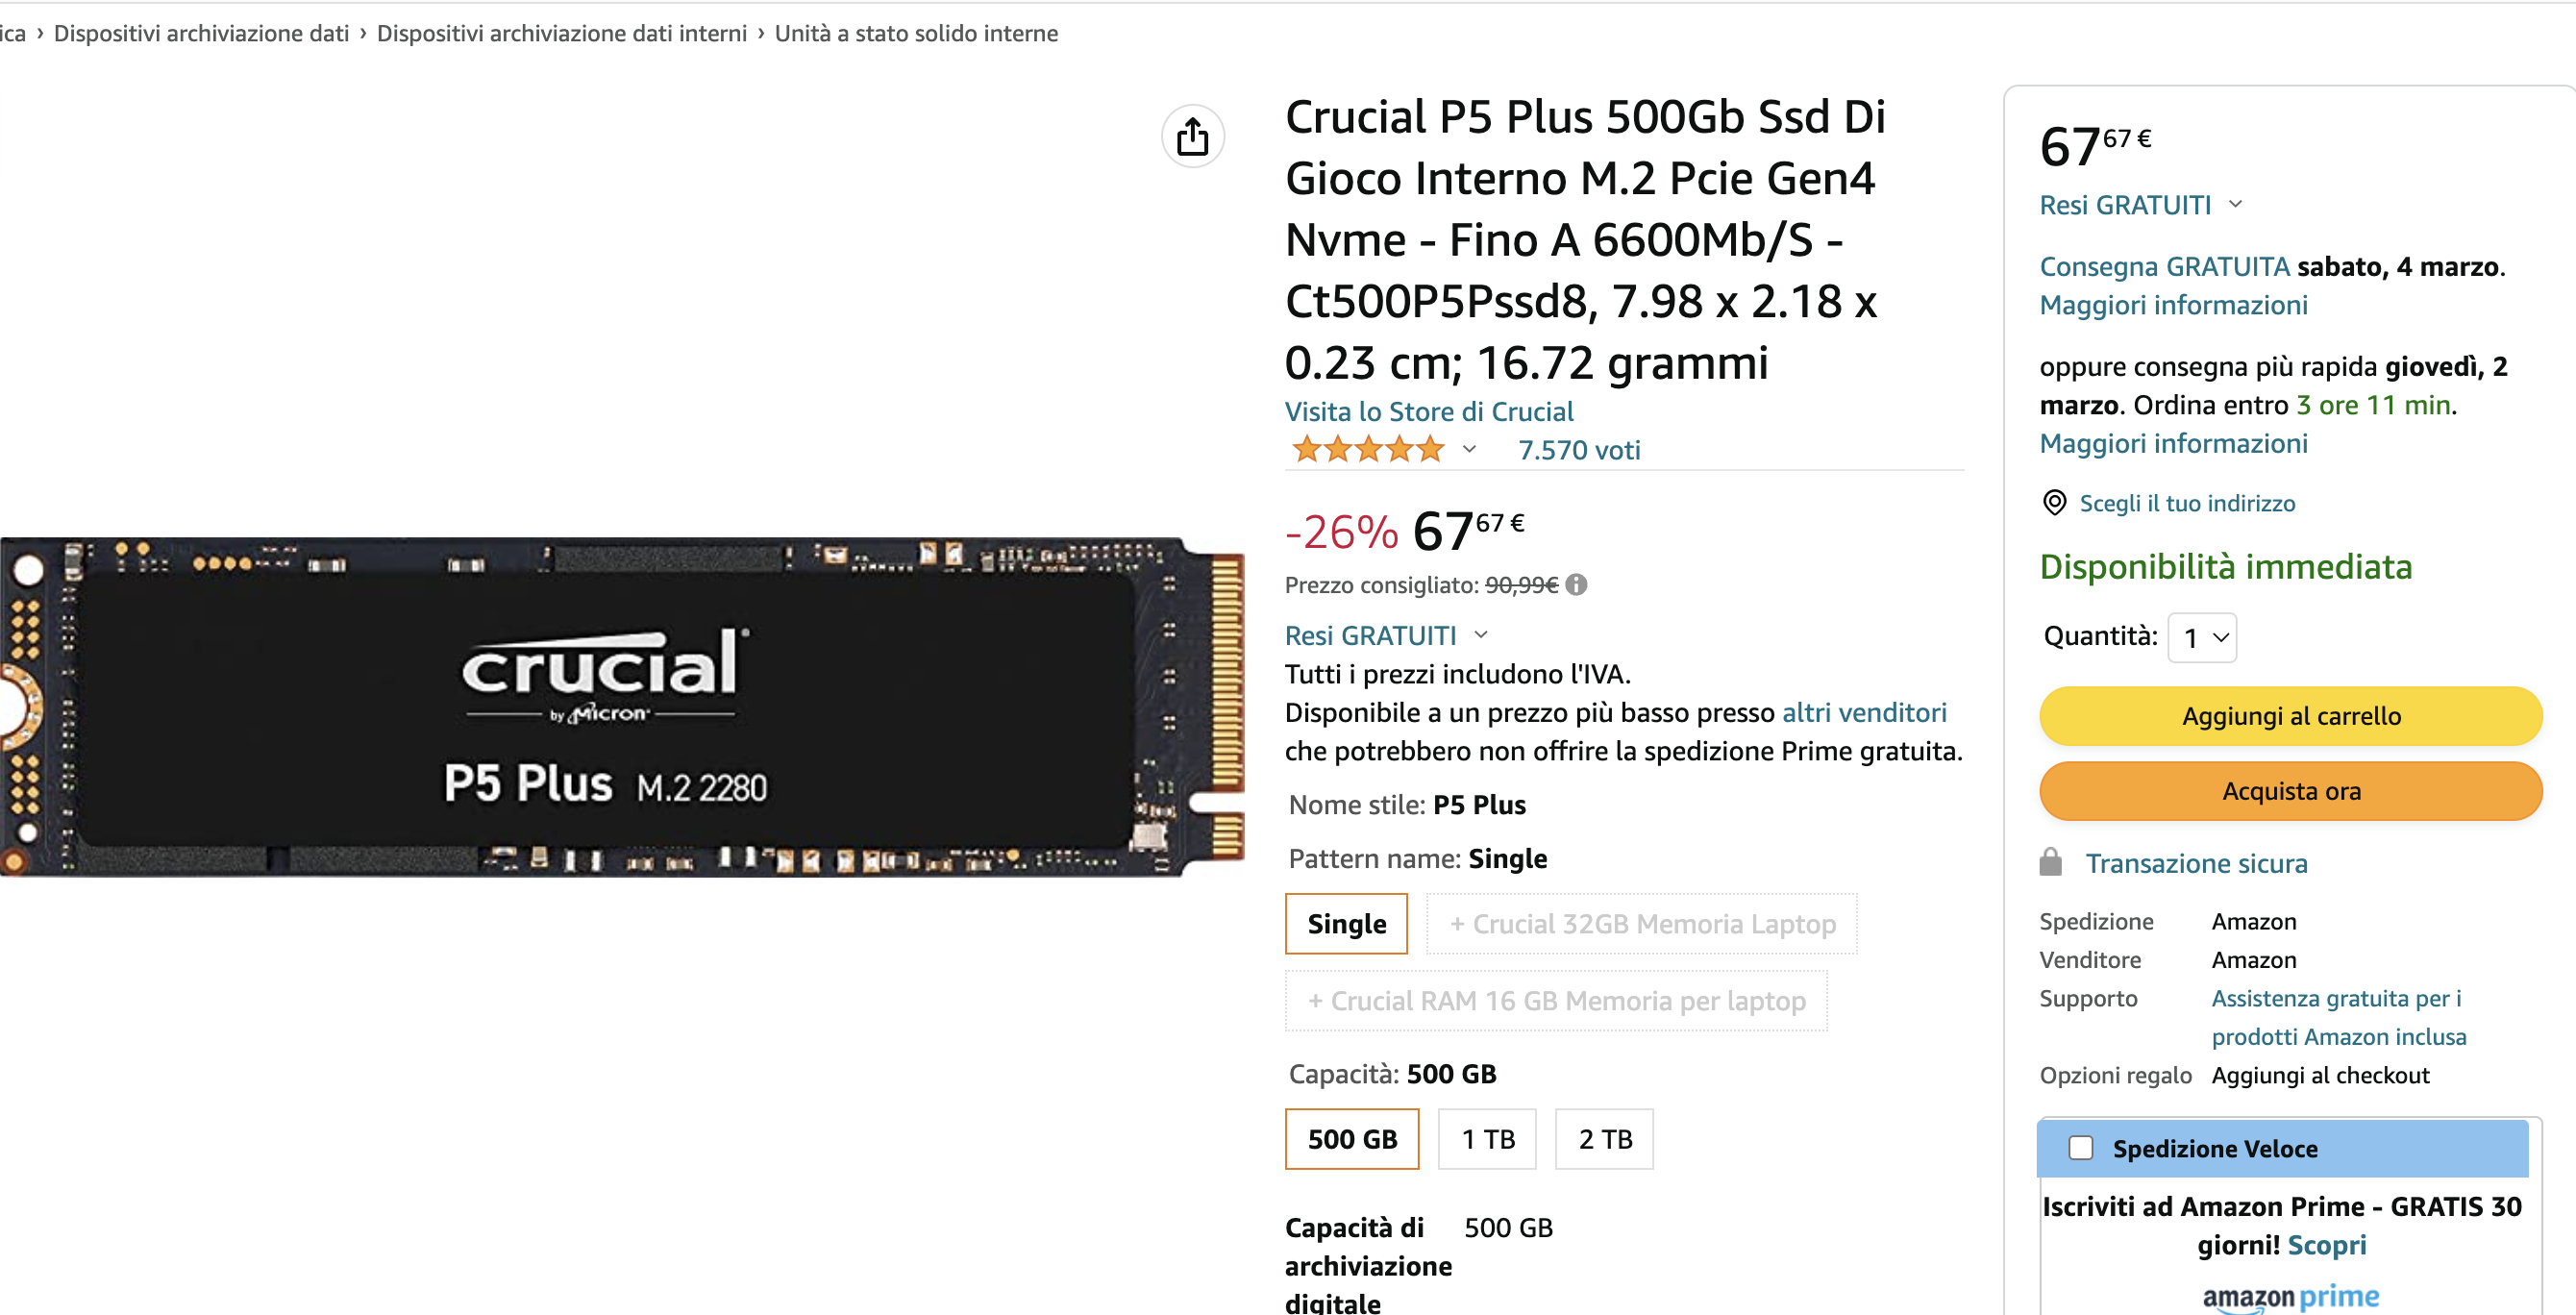 ica › Dispositivi archiviazione dati › Dispositivi archiviazione dati interni › Unità a stato solido interne
crucial
by Micron
P5 Plus M.2 2280
Crucial P5 Plus 500Gb Ssd Di
Gioco Interno M.2 Pcie Gen4
Nvme - Fino A 6600Mb/S -
Ct500P5Pssd8, 7.98 x 2.18 x
0.23 cm; 16.72 grammi
Visita lo Store di Crucial
7.570 voti
-26% 67 67 €
Prezzo consigliato: 90,99€
Resi GRATUITI
Tutti i prezzi includono l'IVA.
Disponibile a un prezzo più basso presso altri venditori
che potrebbero non offrire la spedizione Prime gratuita.
Nome stile: P5 Plus
Pattern name: Single
Single + Crucial 32GB Memoria Laptop
+ Crucial RAM 16 GB Memoria per laptop
Capacità: 500 GB
500 GB 1 TB 2 TB
Capacità di 500 GB
archiviazione
digitale
67 67 €
Resi GRATUITI
Consegna GRATUITA sabato, 4 marzo.
Maggiori informazioni
oppure consegna più rapida giovedì, 2
marzo. Ordina entro 3 ore 11 min.
Maggiori informazioni
Scegli il tuo indirizzo
Disponibilità immediata
Quantità: 1
Aggiungi al carrello
Acquista ora
Transazione sicura
Spedizione Amazon
Venditore Amazon
Supporto Assistenza gratuita per i
prodotti Amazon inclusa
Opzioni regalo Aggiungi al checkout
Spedizione Veloce
Iscriviti ad Amazon Prime - GRATIS 30
giorni! Scopri
amazon prime